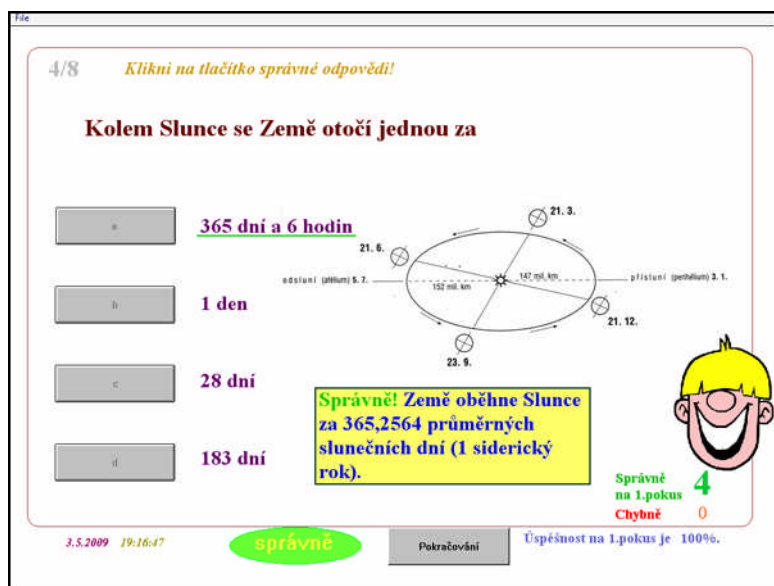 File
4/8 Klikni na tlačítko správné odpovědi!
Kolem Slunce se Země otočí jednou za
a 365 dní a 6 hodin
b 1 den
c 28 dní
d 183 dní
21. 3.
21. 6.
odsluní (afélium) 5. 7.
152 mil. km
147 mil. km
přísluní (perihélium) 3. 1.
21. 12.
23. 9.
Správně! Země oběhne Slunce
za 365,2564 průměrných
slunečních dní (1 siderický
rok).
Správně
na 1.pokus 4
Chybně 0
3.5.2009 19:16:47
správně
Pokračování
Úspěšnost na 1.pokus je 100%.